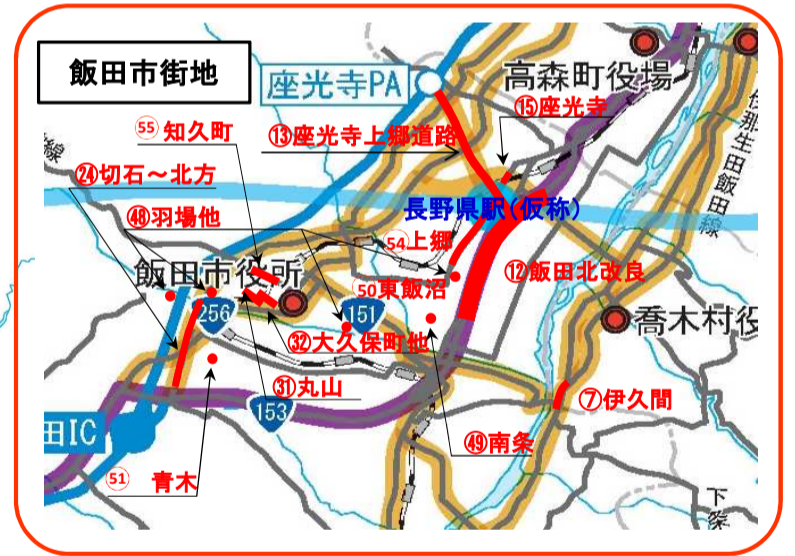 飯田市街地
座光寺PA
高森町役場
⑮座光寺
55 知久町
⑬座光寺上郷道路
伊那生田飯田線
線
㉔切石～北方
㊽羽場他
長野県駅(仮称)
54上郷
飯田市役所
50東飯沼
⑫飯田北改良
256
151
喬木村役
㉜大久保町他
㉛丸山
⑦伊久間
153
田IC
㊾南条
51 青木
下条